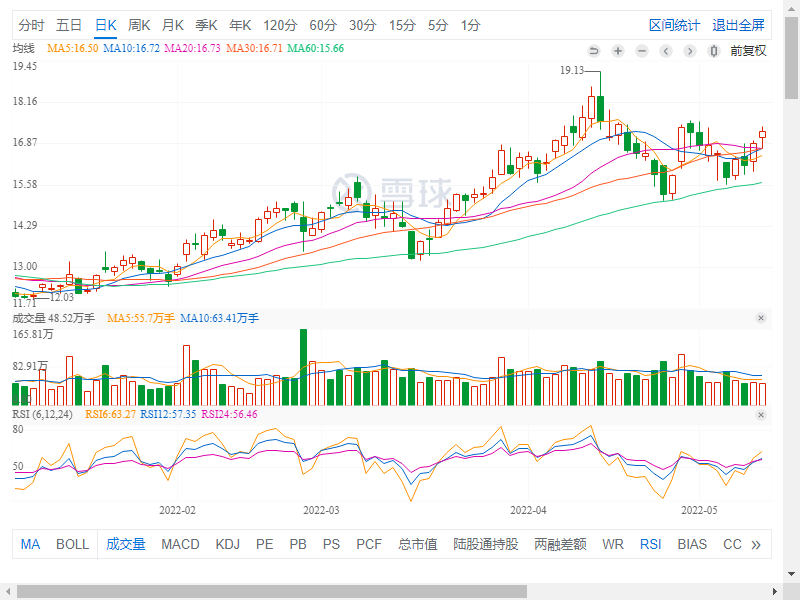 分时 五日 日K 周K 月K 季K 年K 120分 60分 30分 15分 5分 1分 区间统计 退出全屏
均线 MA5:16.50 MA10:16.72 MA20:16.73 MA30:16.71 MA60:15.66 前复权
19.45
19.13
18.16
16.87
15.58
雪球
14.29
13.00
12.03
11.71
成交量 48.52万手 MA5:55.7万手 MA10:63.41万手
165.81万
82.91万
RSI (6,12,24) RSI6:63.27 RSI12:57.35 RSI24:56.46
80
50
2022-02 2022-03 2022-04 2022-05
MA BOLL 成交量 MACD KDJ PE PB PS PCF 总市值 陆股通持股 两融差额 WR RSI BIAS CC »